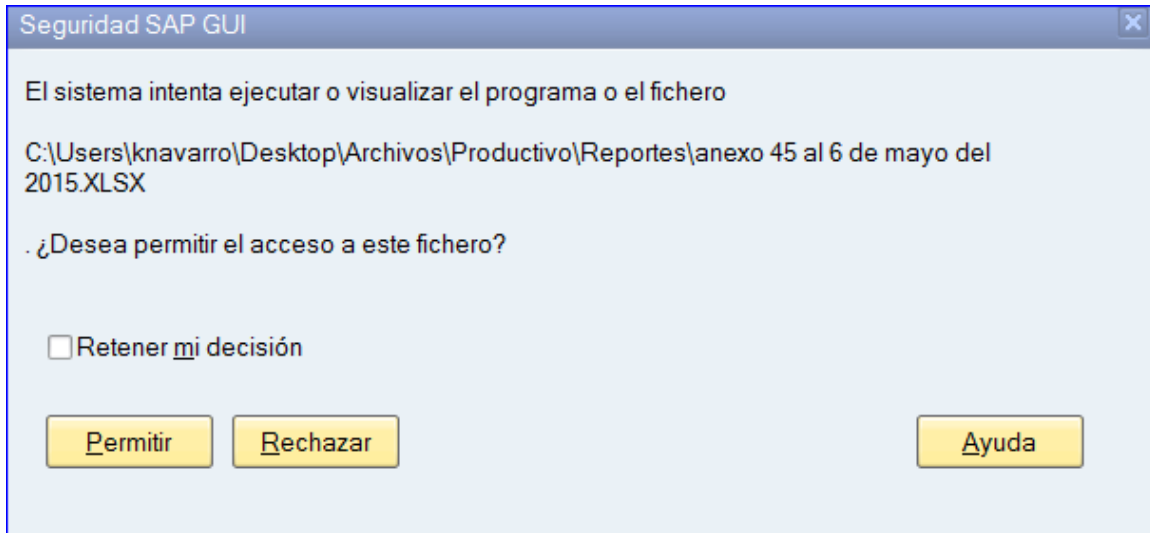 Seguridad SAP GUI
El sistema intenta ejecutar o visualizar el programa o el fichero
C:\Users\knavarro\Desktop\Archivos\Productivo\Reportes\anexo 45 al 6 de mayo del
2015.XLSX
. ¿Desea permitir el acceso a este fichero?
Retener mi decisión
Permitir Rechazar Ayuda